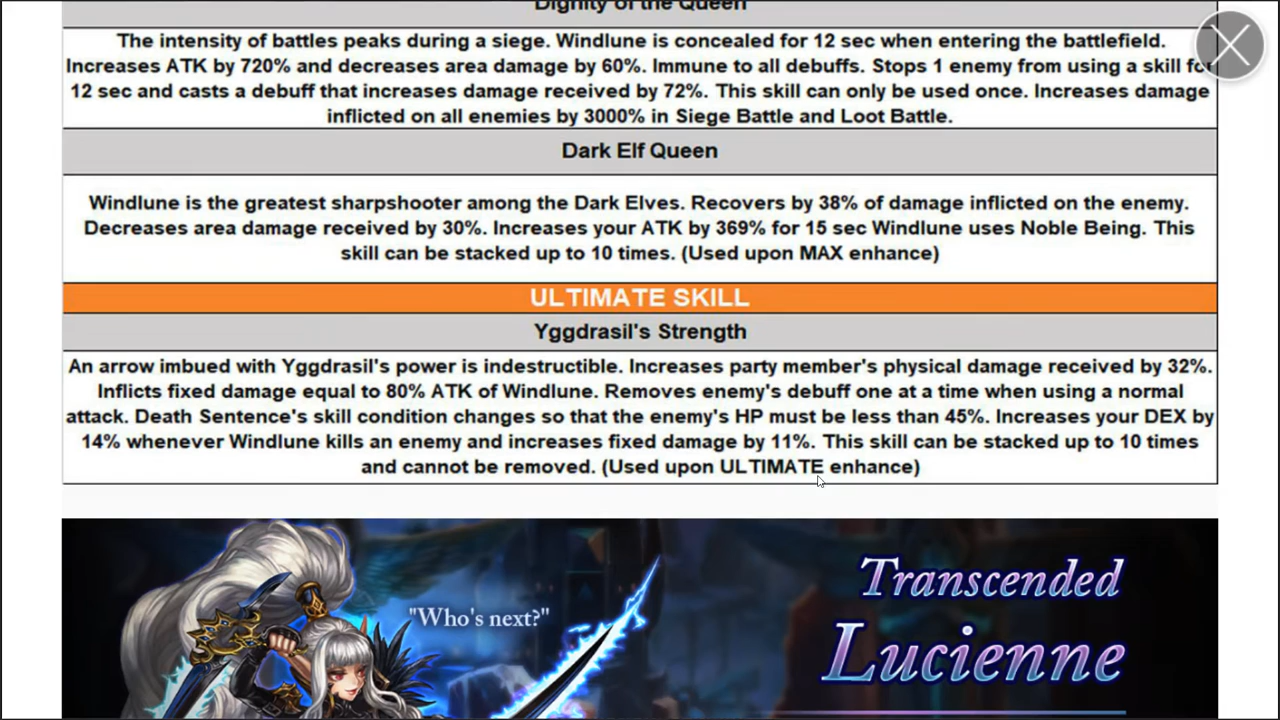 Dignity of the Queen
The intensity of battles peaks during a siege. Windlune is concealed for 12 sec when entering the battlefield.
Increases ATK by 720% and decreases area damage by 60%. Immune to all debuffs. Stops 1 enemy from using a skill for
12 sec and casts a debuff that increases damage received by 72%. This skill can only be used once. Increases damage
inflicted on all enemies by 3000% in Siege Battle and Loot Battle.
Dark Elf Queen
Windlune is the greatest sharpshooter among the Dark Elves. Recovers by 38% of damage inflicted on the enemy.
Decreases area damage received by 30%. Increases your ATK by 369% for 15 sec Windlune uses Noble Being. This
skill can be stacked up to 10 times. (Used upon MAX enhance)
ULTIMATE SKILL
Yggdrasil's Strength
An arrow imbued with Yggdrasil's power is indestructible. Increases party member's physical damage received by 32%.
Inflicts fixed damage equal to 80% ATK of Windlune. Removes enemy's debuff one at a time when using a normal
attack. Death Sentence's skill condition changes so that the enemy's HP must be less than 45%. Increases your DEX by
14% whenever Windlune kills an enemy and increases fixed damage by 11%. This skill can be stacked up to 10 times
and cannot be removed. (Used upon ULTIMATE enhance)
"Who's next?"
Transcended
Lucienne